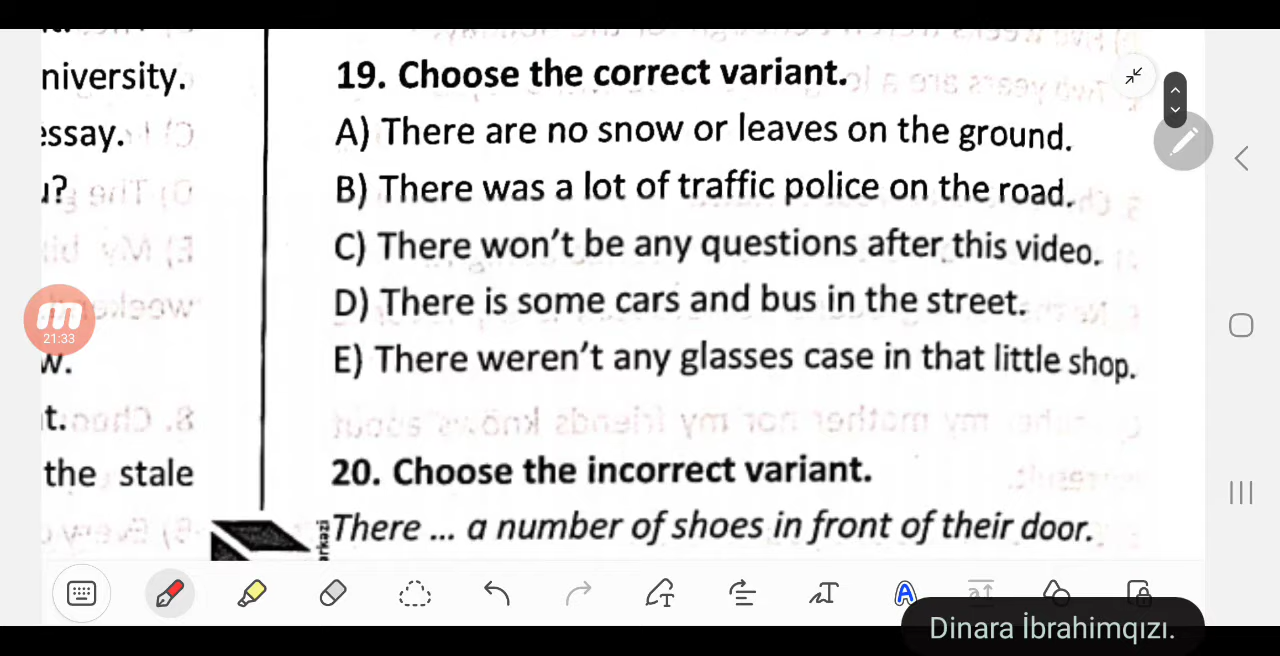 niversity.
essay.
u?
w.
t.
the stale
19. Choose the correct variant.
A) There are no snow or leaves on the ground.
B) There was a lot of traffic police on the road.
C) There won't be any questions after this video.
D) There is some cars and bus in the street.
E) There weren't any glasses case in that little shop.
20. Choose the incorrect variant.
There ... a number of shoes in front of their door.
arkazi
21:33
Dinara İbrahimqızı.